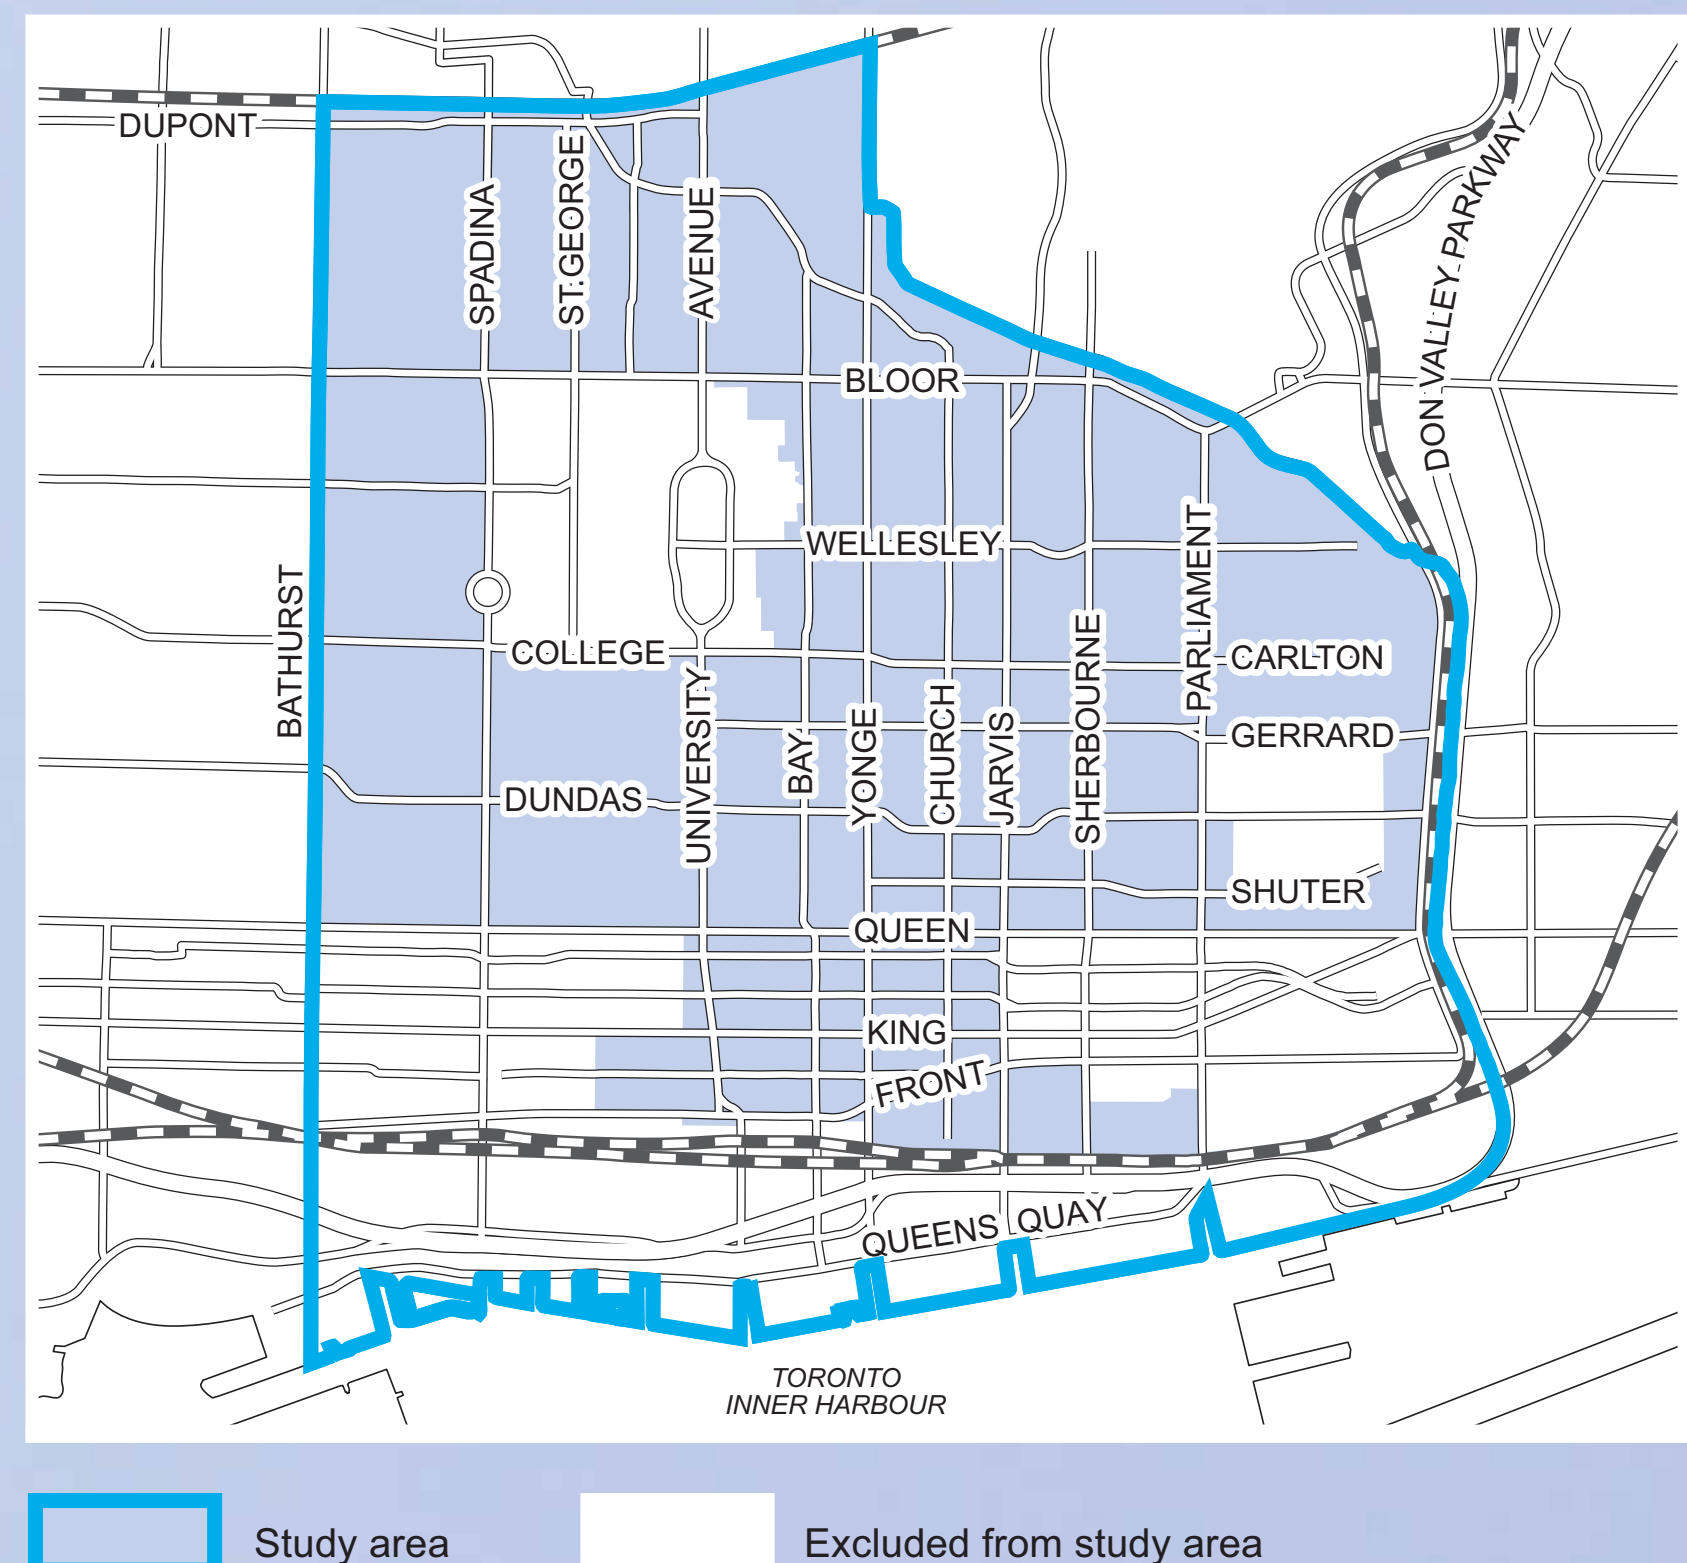 DUPONT
SPADINA
ST.GEORGE
AVENUE
DON VALLEY PARKWAY
BLOOR
WELLESLEY
PARLIAMENT
BATHURST
COLLEGE
CARLTON
UNIVERSITY
BAY
YONGE
CHURCH
JARVIS
SHERBOURNE
GERRARD
DUNDAS
SHUTER
QUEEN
KING
FRONT
QUEENS QUAY
TORONTO
INNER HARBOUR
Study area
Excluded from study area